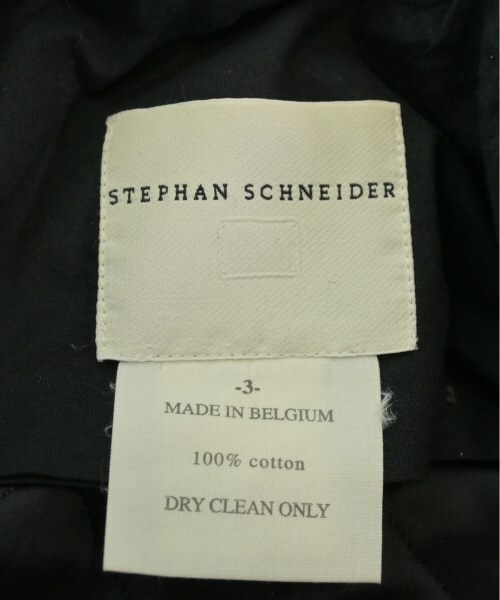 STEPHAN SCHNEIDER
-3-
MADE IN BELGIUM
100% cotton
DRY CLEAN ONLY